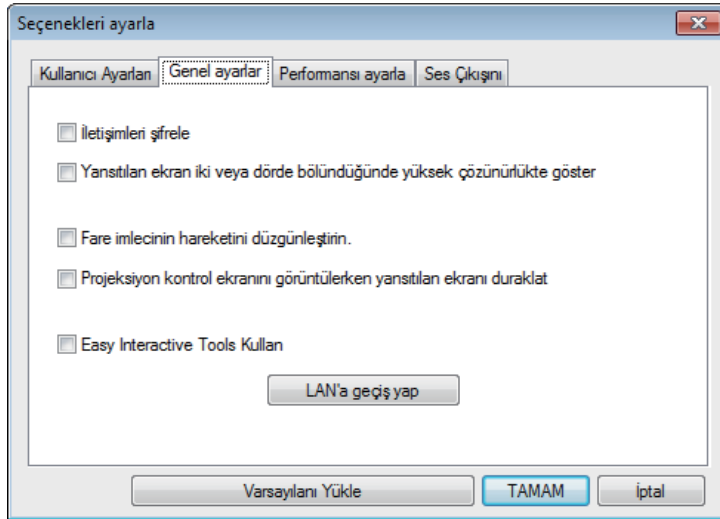 Seçenekleri ayarla
Kullanıcı Ayarları Genel ayarlar Performansı ayarla Ses Çıkışını
İletişimleri şifrele
Yansıtılan ekran iki veya dörde bölündüğünde yüksek çözünürlükte göster
Fare imlecinin hareketini düzgünleştirin.
Projeksiyon kontrol ekranını görüntülerken yansıtılan ekranı duraklat
Easy Interactive Tools Kullan
LAN'a geçiş yap
Varsayılanı Yükle TAMAM İptal